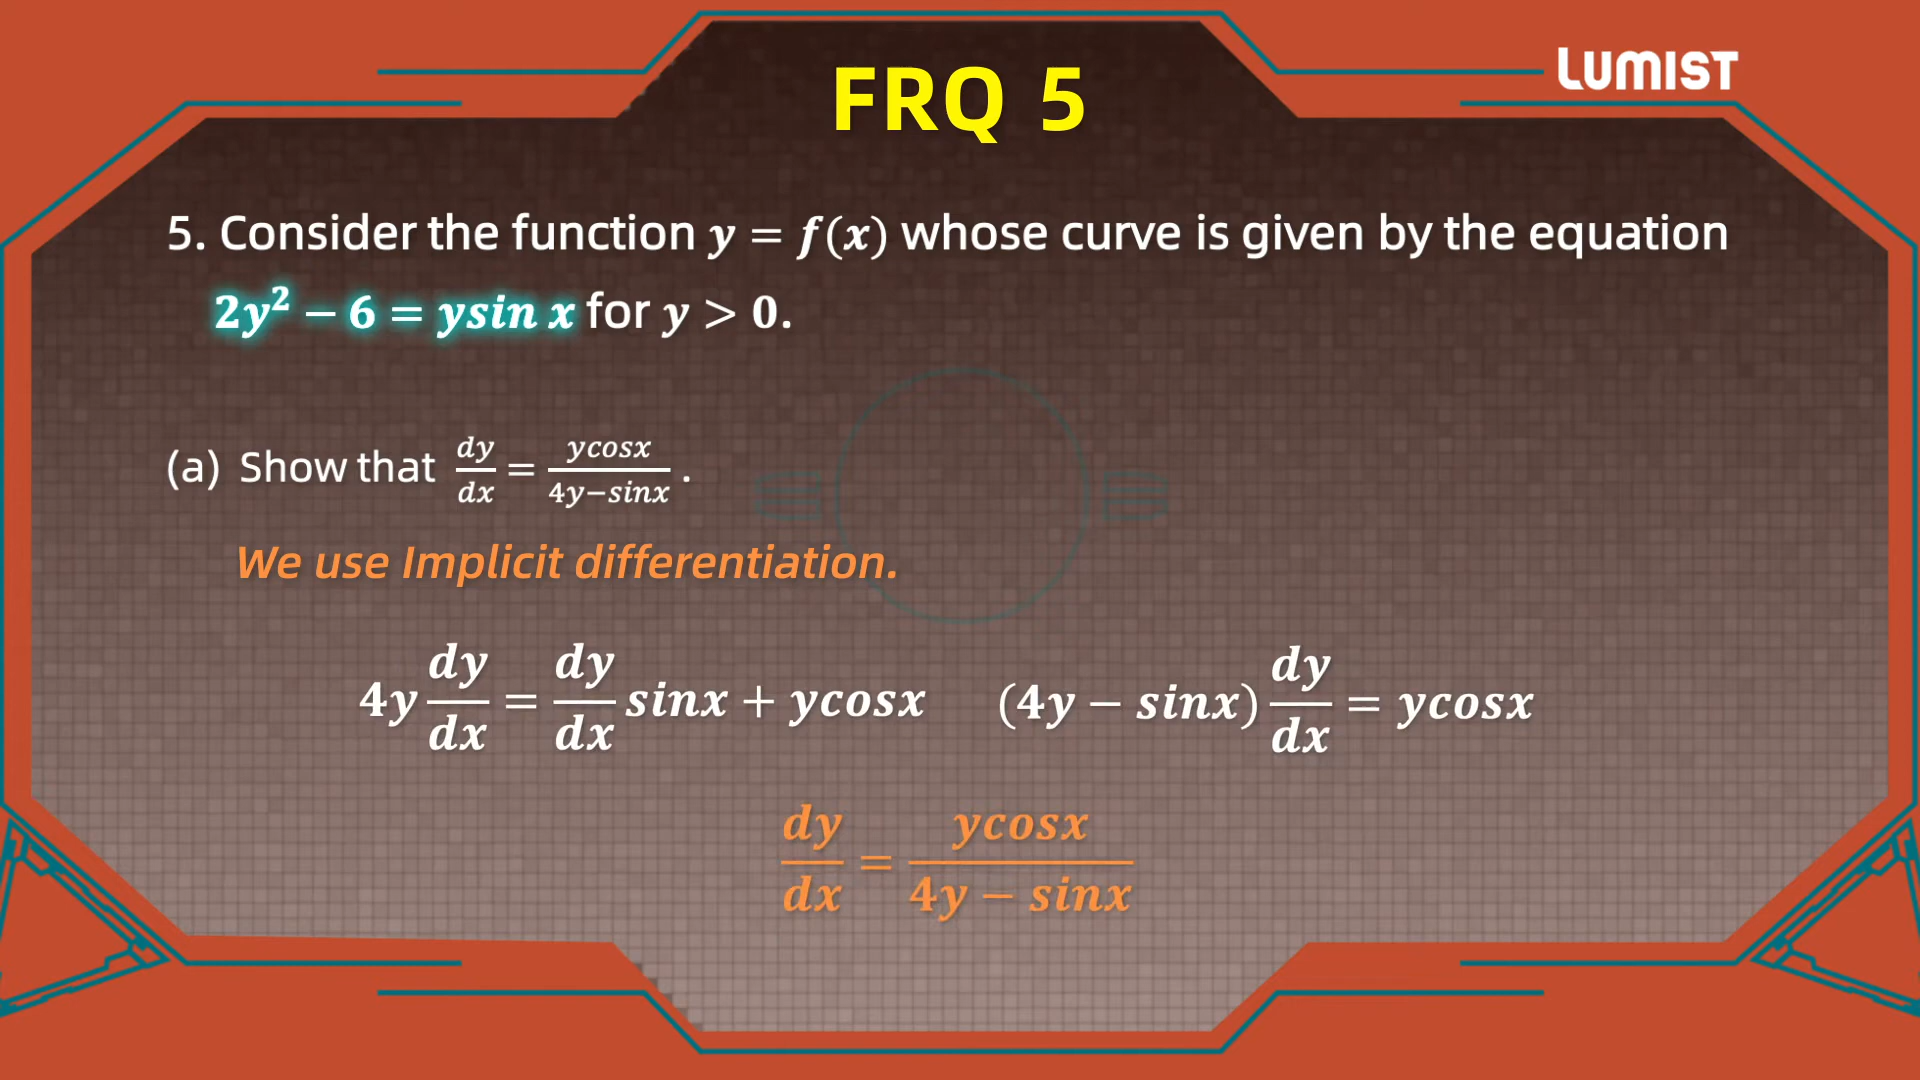 FRQ 5
LUMIST
5. Consider the function y = f(x) whose curve is given by the equation
2y² − 6 = ysin x for y > 0.
(a) Show that dy/dx = ycosx/4y−sinx .
We use Implicit differentiation.
4y dy/dx = dy/dx sinx + ycosx (4y − sinx) dy/dx = ycosx
dy/dx = ycosx/4y − sinx